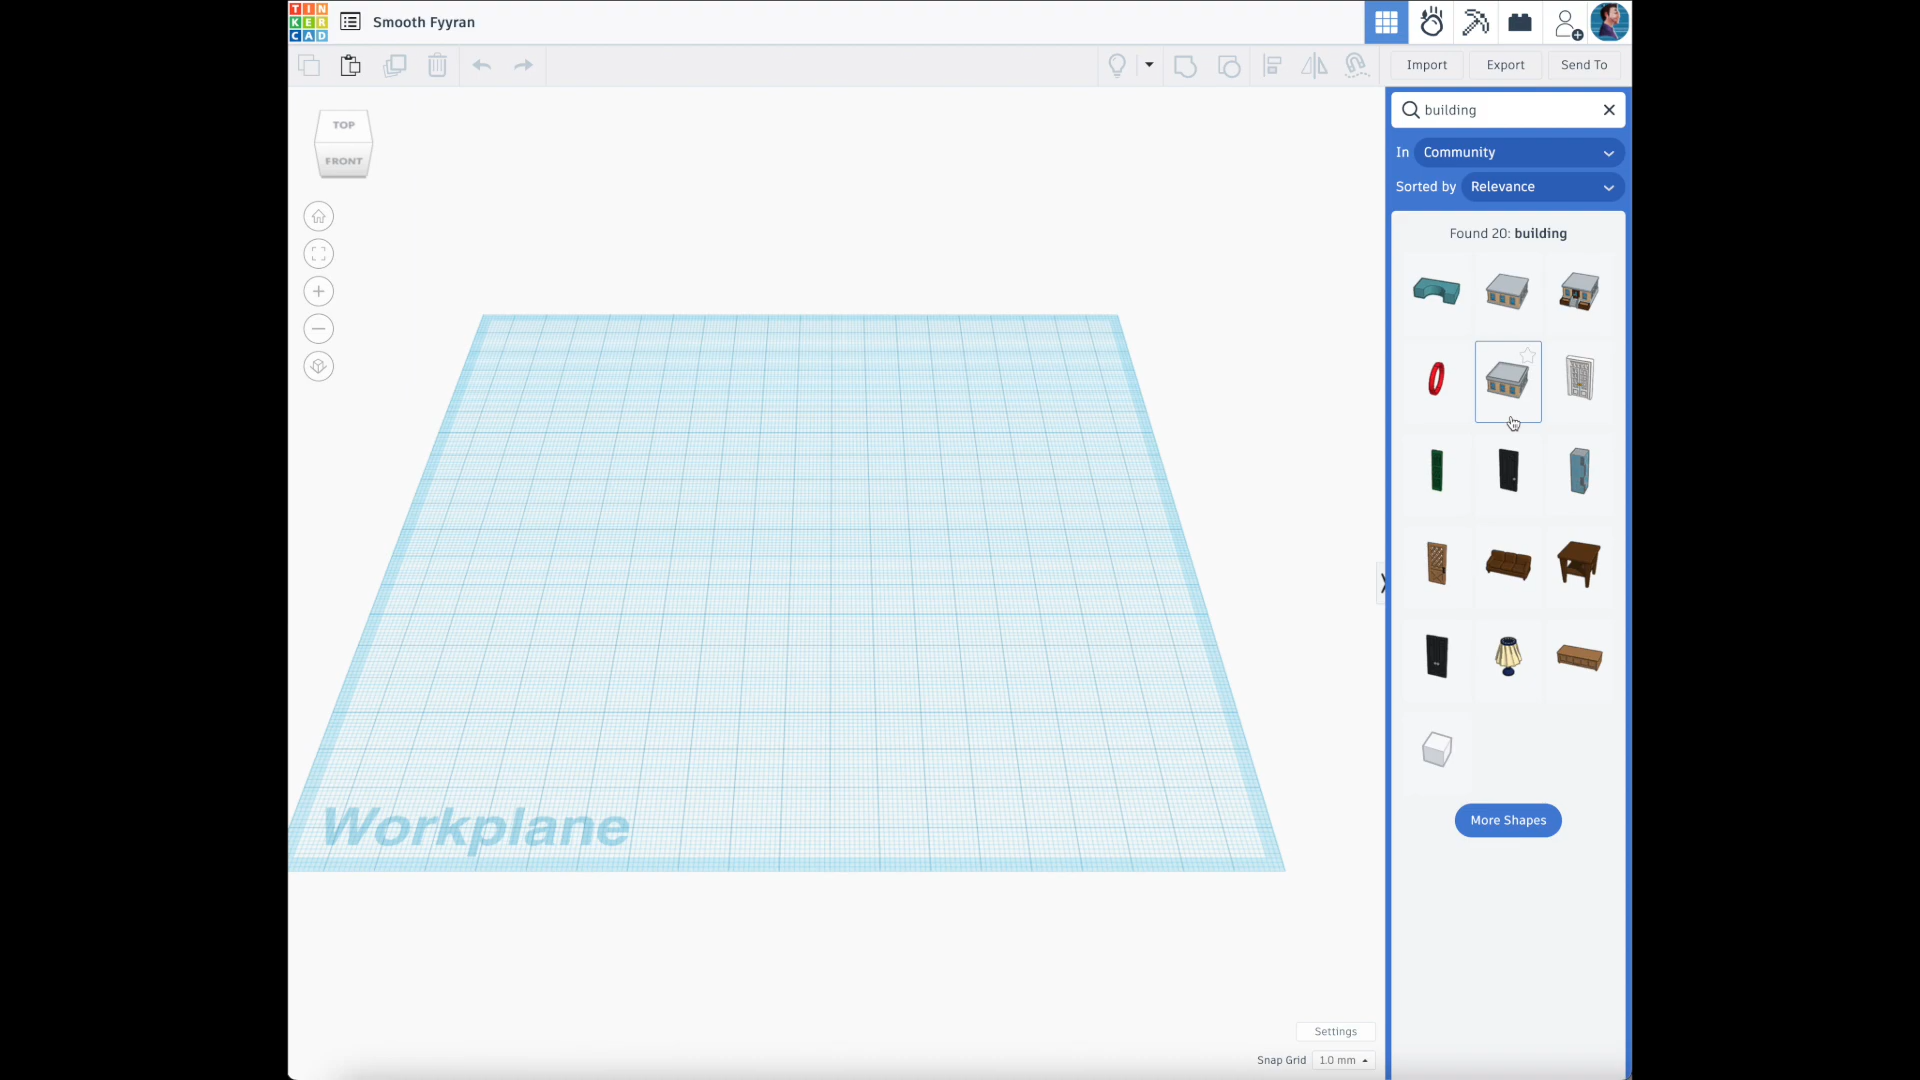 TIN
KER
CAD
Smooth Fyyran
Import
Export
Send To
TOP
FRONT
building
In Community
Sorted by Relevance
Found 20: building
More Shapes
Workplane
Settings
Snap Grid 1.0 mm